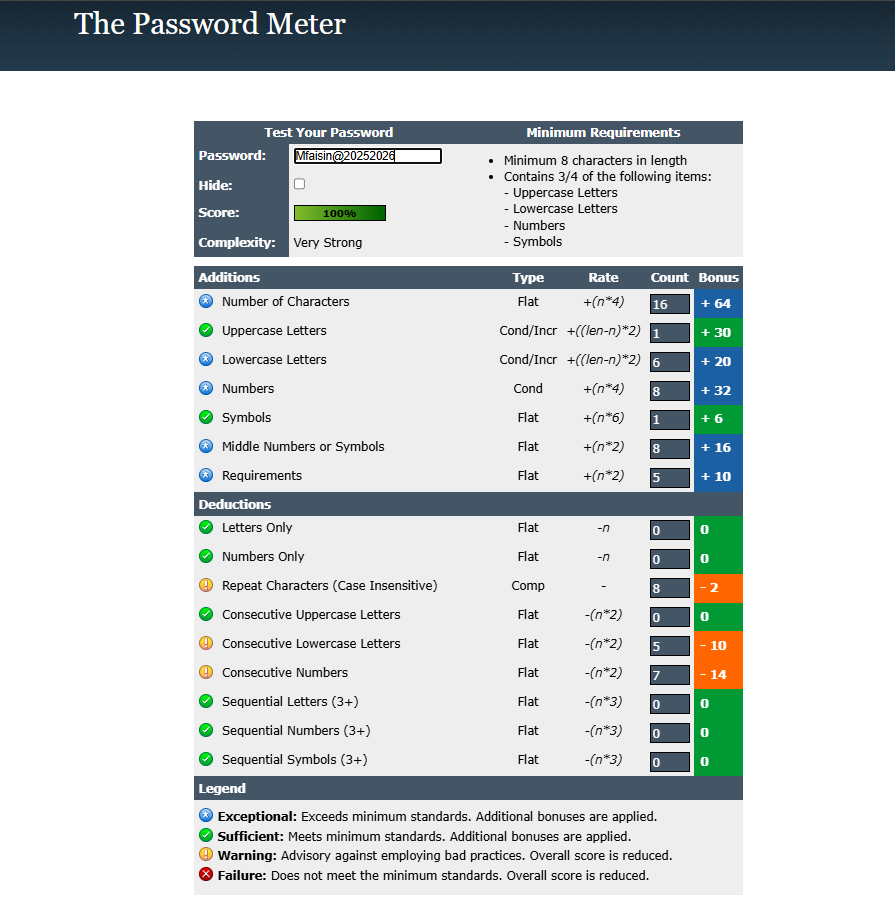 The Password Meter
Test Your Password Minimum Requirements
Password: Mfaisin@20252026
• Minimum 8 characters in length
• Contains 3/4 of the following items:
- Uppercase Letters
- Lowercase Letters
- Numbers
- Symbols
Hide:
Score: 100%
Complexity: Very Strong
Additions Type Rate Count Bonus
Number of Characters Flat +(n*4) 16 + 64
Uppercase Letters Cond/Incr +((len-n)*2) 1 + 30
Lowercase Letters Cond/Incr +((len-n)*2) 6 + 20
Numbers Cond +(n*4) 8 + 32
Symbols Flat +(n*6) 1 + 6
Middle Numbers or Symbols Flat +(n*2) 8 + 16
Requirements Flat +(n*2) 5 + 10
Deductions
Letters Only Flat -n 0 0
Numbers Only Flat -n 0 0
Repeat Characters (Case Insensitive) Comp - 8 - 2
Consecutive Uppercase Letters Flat -(n*2) 0 0
Consecutive Lowercase Letters Flat -(n*2) 5 - 10
Consecutive Numbers Flat -(n*2) 7 - 14
Sequential Letters (3+) Flat -(n*3) 0 0
Sequential Numbers (3+) Flat -(n*3) 0 0
Sequential Symbols (3+) Flat -(n*3) 0 0
Legend
Exceptional: Exceeds minimum standards. Additional bonuses are applied.
Sufficient: Meets minimum standards. Additional bonuses are applied.
Warning: Advisory against employing bad practices. Overall score is reduced.
Failure: Does not meet the minimum standards. Overall score is reduced.